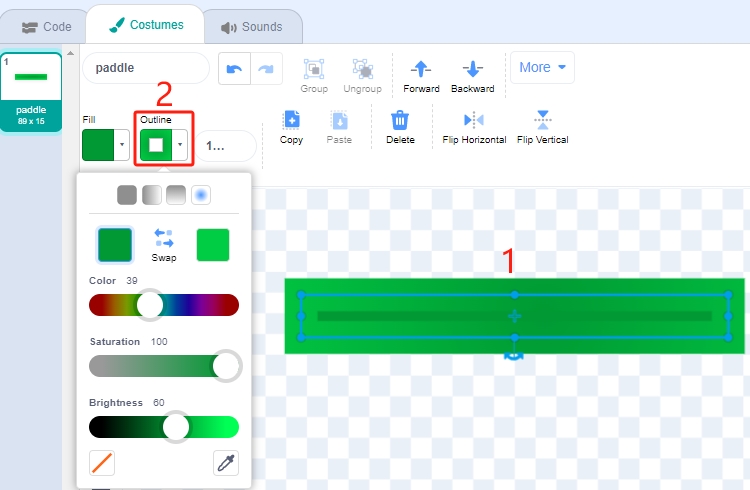 Code
Costumes
Sounds
1
paddle
89 x 15
paddle
Group
Ungroup
Forward
Backward
More
2
Fill
Outline
1...
Copy
Paste
Delete
Flip Horizontal
Flip Vertical
Swap
Color 39
Saturation 100
Brightness 60
1